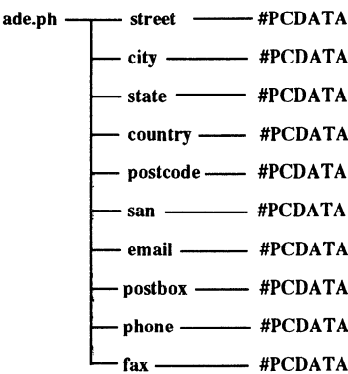 ade.ph street #PCDATA
city #PCDATA
state #PCDATA
country #PCDATA
postcode #PCDATA
san #PCDATA
email #PCDATA
postbox #PCDATA
phone #PCDATA
fax #PCDATA